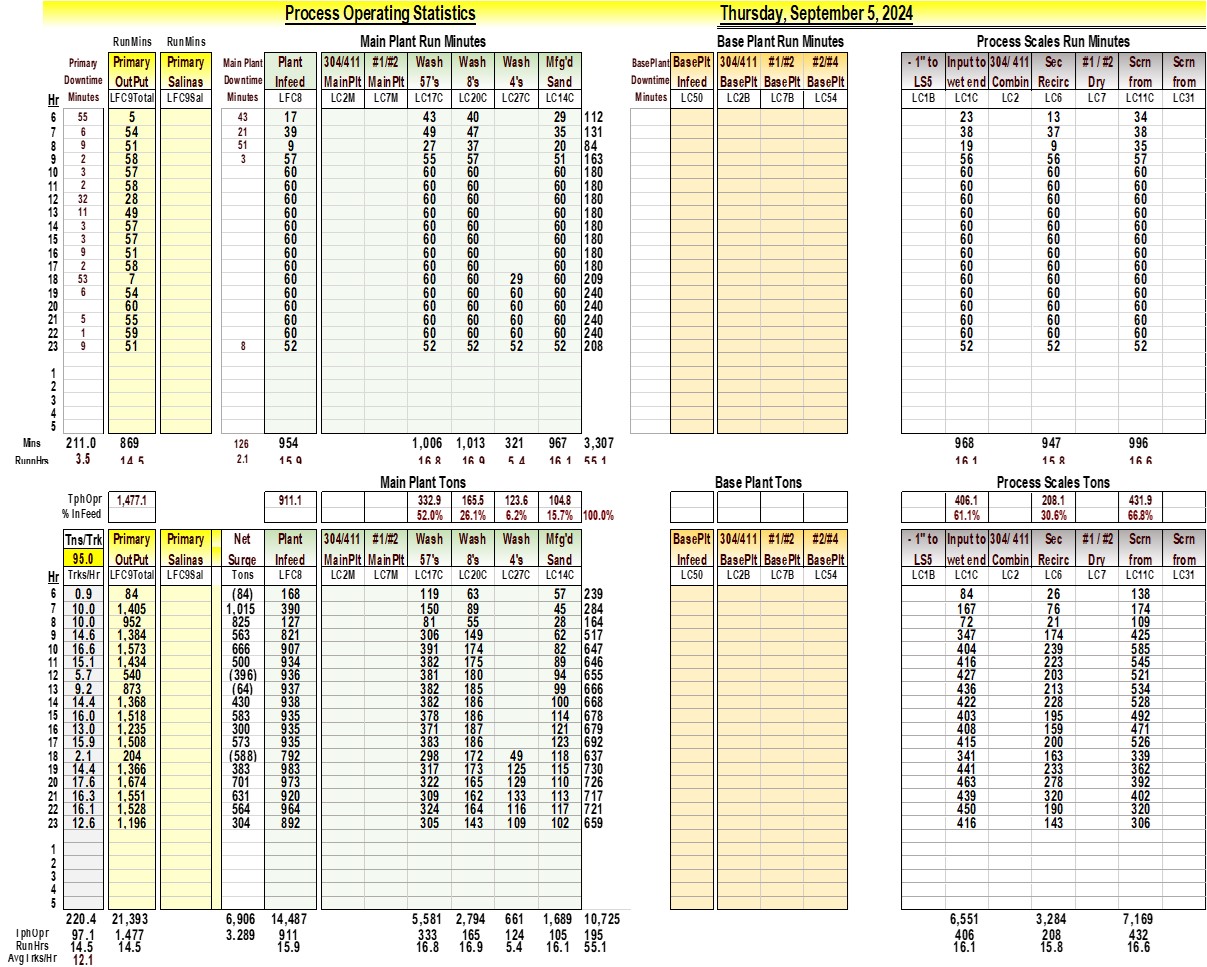 Process Operating Statistics Thursday, September 5, 2024
RunMins RunMins Main Plant Run Minutes Base Plant Run Minutes Process Scales Run Minutes
Primary Primary Primary Main Plant Plant 304/411 #1/#2 Wash Wash Wash Mfg'd BasePlant BasePlt 304/411 #1/#2 #2/#4 - 1" to Input to 304/ 411 Sec #1 / #2 Scrn Scrn
Downtime OutPut Salinas Downtime Infeed MainPlt MainPlt 57's 8's 4's Sand Downtime Infeed BasePlt BasePlt BasePlt LS5 wet end Combin Recirc Dry from from
Hr Minutes LFC9Total LFC9Sal Minutes LFC8 LC2M LC7M LC17C LC20C LC27C LC14C Minutes LC50 LC2B LC7B LC54 LC1B LC1C LC2 LC6 LC7 LC11C LC31
6 55 5 43 17 43 40 29 112 23 13 34
7 6 54 21 39 49 47 35 131 38 37 38
8 9 51 51 9 27 37 20 84 19 9 35
9 2 58 3 57 55 57 51 163 56 56 57
10 3 57 60 60 60 60 180 60 60 60
11 2 58 60 60 60 60 180 60 60 60
12 32 28 60 60 60 60 180 60 60 60
13 11 49 60 60 60 60 180 60 60 60
14 3 57 60 60 60 60 180 60 60 60
15 3 57 60 60 60 60 180 60 60 60
16 9 51 60 60 60 60 180 60 60 60
17 2 58 60 60 60 60 180 60 60 60
18 53 7 60 60 60 29 60 209 60 60 60
19 6 54 60 60 60 60 60 240 60 60 60
20 60 60 60 60 60 60 240 60 60 60
21 5 55 60 60 60 60 60 240 60 60 60
22 1 59 60 60 60 60 60 240 60 60 60
23 9 51 8 52 52 52 52 52 208 52 52 52
1
2
3
4
5
Mins 211.0 869 126 954 1,006 1,013 321 967 3,307 968 947 996
RunnHrs 3.5 14.5 2.1 15.9 16.8 16.9 5.4 16.1 55.1 16.1 15.8 16.6
Main Plant Tons Base Plant Tons Process Scales Tons
TphOpr 1,477.1 911.1 332.9 165.5 123.6 104.8 406.1 208.1 431.9
% InFeed 52.0% 26.1% 6.2% 15.7% 100.0% 61.1% 30.6% 66.8%
Tns/Trk Primary Primary Net Plant 304/411 #1/#2 Wash Wash Wash Mfg'd BasePlt 304/411 #1/#2 #2/#4 - 1" to Input to 304/ 411 Sec #1 / #2 Scrn Scrn
95.0 OutPut Salinas Surge Infeed MainPlt MainPlt 57's 8's 4's Sand Infeed BasePlt BasePlt BasePlt LS5 wet end Combin Recirc Dry from from
Hr Trks/Hr LFC9Total LFC9Sal Tons LFC8 LC2M LC7M LC17C LC20C LC27C LC14C LC50 LC2B LC7B LC54 LC1B LC1C LC2 LC6 LC7 LC11C LC31
6 0.9 84 (84) 168 119 63 57 239 84 26 138
7 10.0 1,405 1,015 390 150 89 45 284 167 76 174
8 10.0 952 825 127 81 55 28 164 72 21 109
9 14.6 1,384 563 821 306 149 62 517 347 174 425
10 16.6 1,573 666 907 391 174 82 647 404 239 585
11 15.1 1,434 500 934 382 175 89 646 416 223 545
12 5.7 540 (396) 936 381 180 94 655 427 203 521
13 9.2 873 (64) 937 382 185 99 666 436 213 534
14 14.4 1,368 430 938 382 186 100 668 422 228 528
15 16.0 1,518 583 935 378 186 114 678 403 195 492
16 13.0 1,235 300 935 371 187 121 679 408 159 471
17 15.9 1,508 573 935 383 186 123 692 415 200 526
18 2.1 204 (588) 792 298 172 49 118 637 341 163 339
19 14.4 1,366 383 983 317 173 125 115 730 441 233 362
20 17.6 1,674 701 973 322 165 129 110 726 463 278 392
21 16.3 1,551 631 920 309 162 133 113 717 439 320 402
22 16.1 1,528 564 964 324 164 116 117 721 450 190 320
23 12.6 1,196 304 892 305 143 109 102 659 416 143 306
1
2
3
4
5
220.4 21,393 6,906 14,487 5,581 2,794 661 1,689 10,725 6,551 3,284 7,169
TphOpr 97.1 1,477 3.289 911 333 165 124 105 195 406 208 432
RunHrs 14.5 14.5 15.9 16.8 16.9 5.4 16.1 55.1 16.1 15.8 16.6
Avg Trks/Hr 12.1